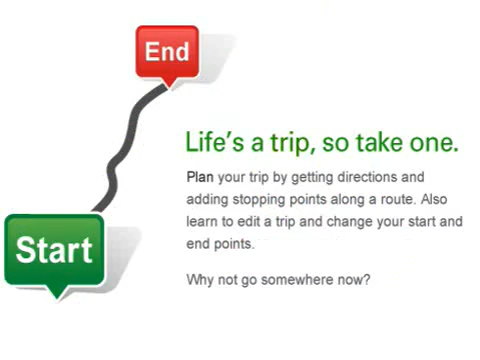 End
Life's a trip, so take one.
Plan your trip by getting directions and
adding stopping points along a route. Also
learn to edit a trip and change your start and
end points.
Start
Why not go somewhere now?